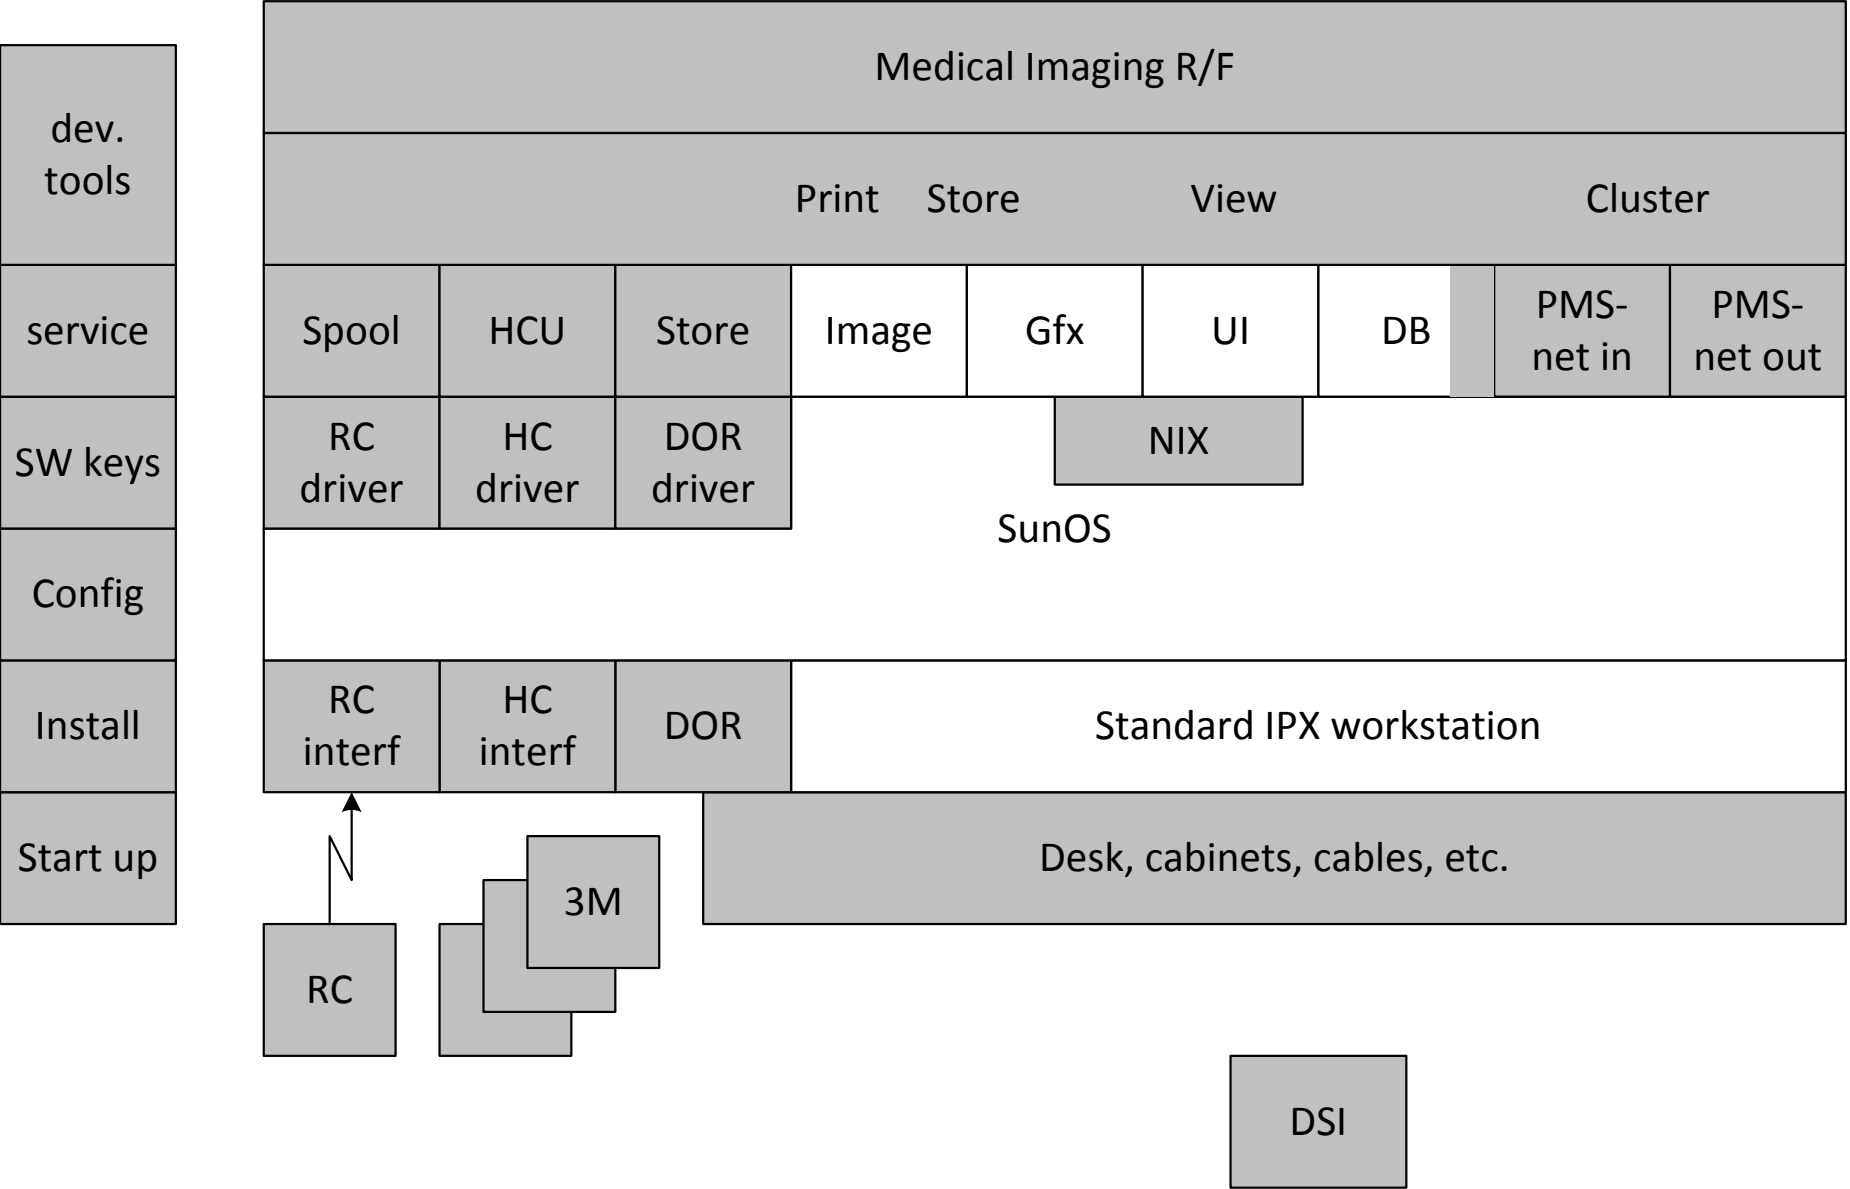 Medical Imaging R/F
dev.
tools
Print Store View Cluster
service
Spool
HCU
Store
Image
Gfx
UI
DB
PMS-
net in
PMS-
net out
SW keys
RC
driver
HC
driver
DOR
driver
NIX
SunOS
Config
Install
RC
interf
HC
interf
DOR
Standard IPX workstation
Start up
Desk, cabinets, cables, etc.
3M
RC
DSI